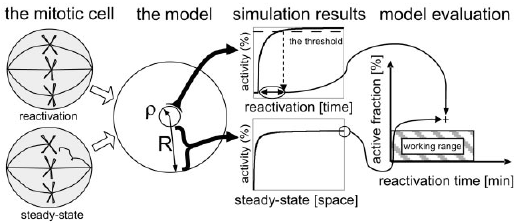 the mitotic cell
the model
simulation results
model evaluation
reactivation
steady-state
ρ
R
activity (%)
the threshold
reactivation [time]
activity (%)
steady-state [space]
active fraction [%]
+
working range
reactivation time [min]